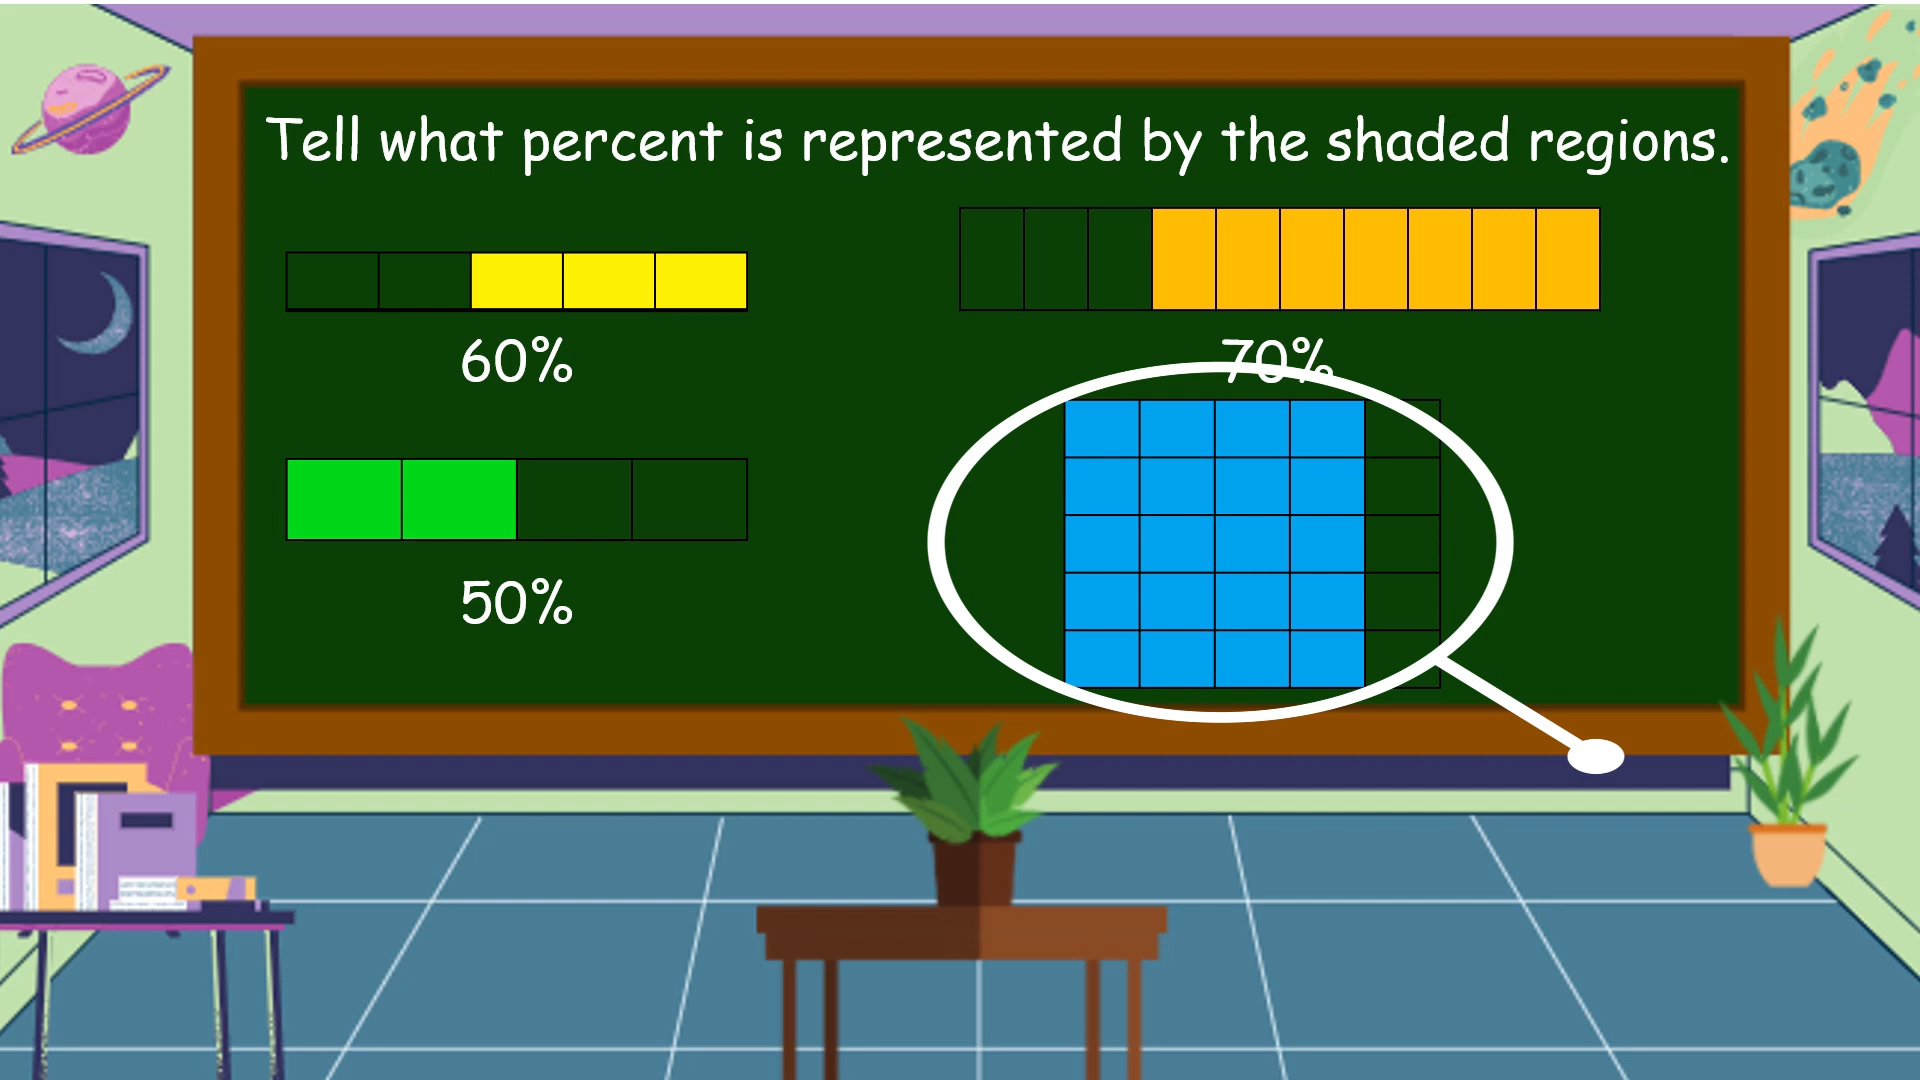 Tell what percent is represented by the shaded regions.
60%
70%
50%